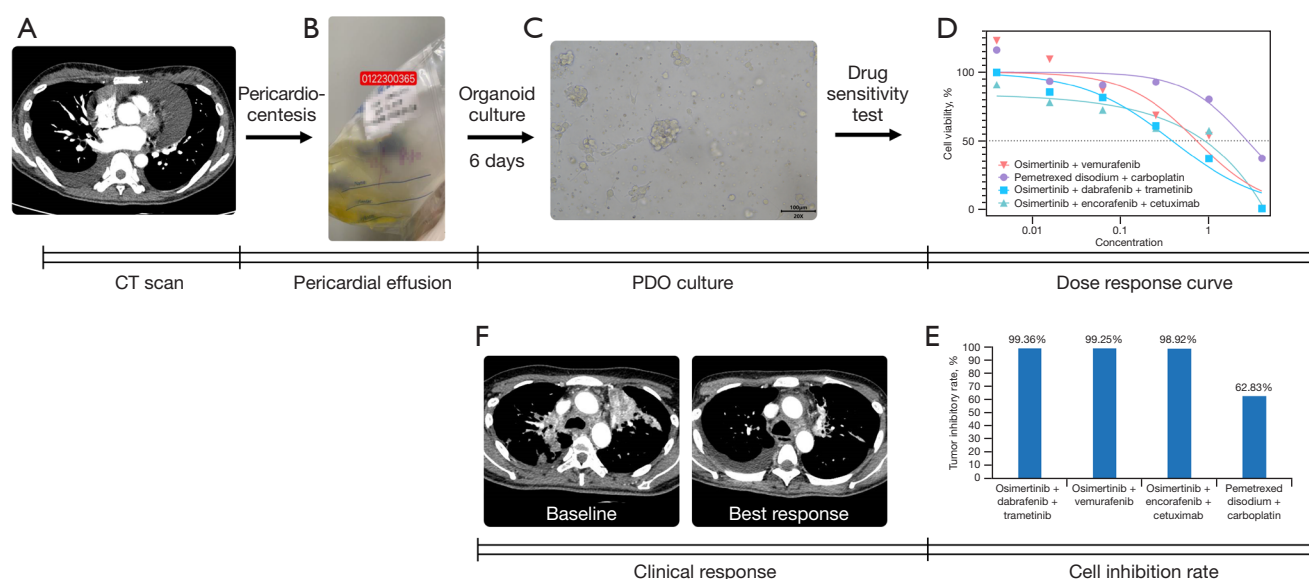 A
B
C
D
Pericardio-
centesis
0122300365
Organoid
culture
6 days
100μm
20X
Drug
sensitivity
test
Cell viability, %
100
50
0
Osimertinib + vemurafenib
Pemetrexed disodium + carboplatin
Osimertinib + dabrafenib + trametinib
Osimertinib + encorafenib + cetuximab
0.01
0.1
1
Concentration
CT scan
Pericardial effusion
PDO culture
Dose response curve
F
Baseline
Best response
E
Tumor inhibitory rate, %
100
90
80
70
60
50
40
30
20
10
0
99.36%
99.25%
98.92%
62.83%
Osimertinib +
dabrafenib +
trametinib
Osimertinib +
vemurafenib
Osimertinib +
encorafenib +
cetuximab
Pemetrexed
disodium +
carboplatin
Clinical response
Cell inhibition rate